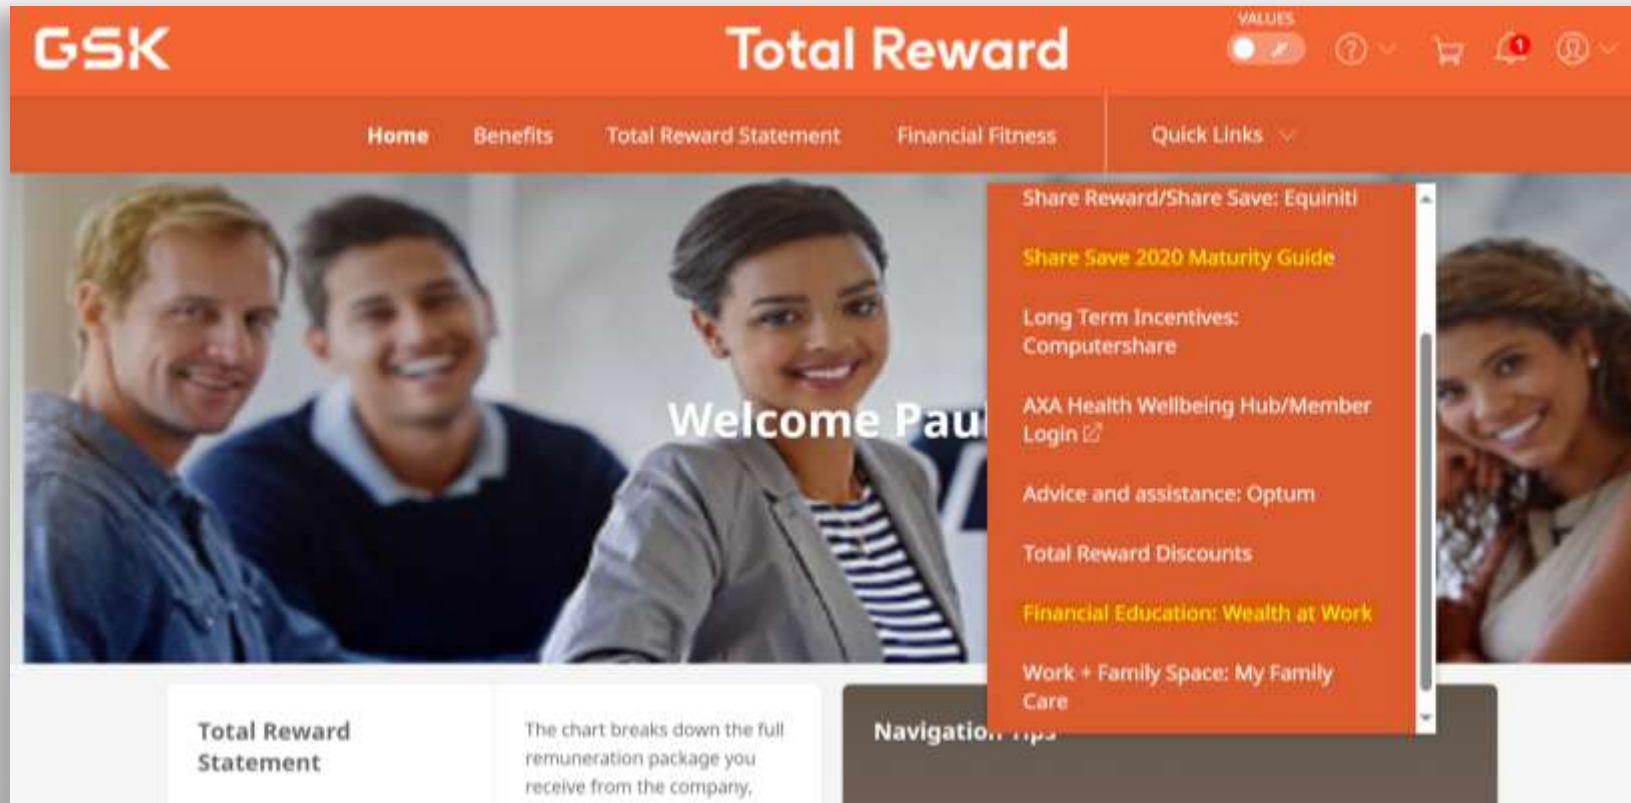 GSK
Total Reward
VALUES
1
Home Benefits Total Reward Statement Financial Fitness Quick Links
Share Reward/Share Save: Equiniti
Share Save 2020 Maturity Guide
Long Term Incentives:
Computershare
AXA Health Wellbeing Hub/Member
Login
Advice and assistance: Optum
Total Reward Discounts
Financial Education: Wealth at Work
Work + Family Space: My Family
Care
Welcome Paul
Total Reward
Statement
The chart breaks down the full
remuneration package you
receive from the company,
Navigation Tips